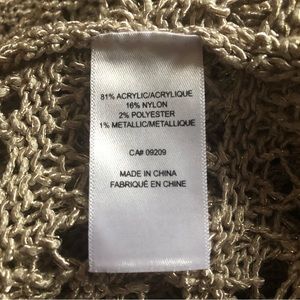 81% ACRYLIC/ACRYLIQUE
16% NYLON
2% POLYESTER
1% METALLIC/METALLIQUE
CA# 09209
MADE IN CHINA
FABRIQUÉ EN CHINE